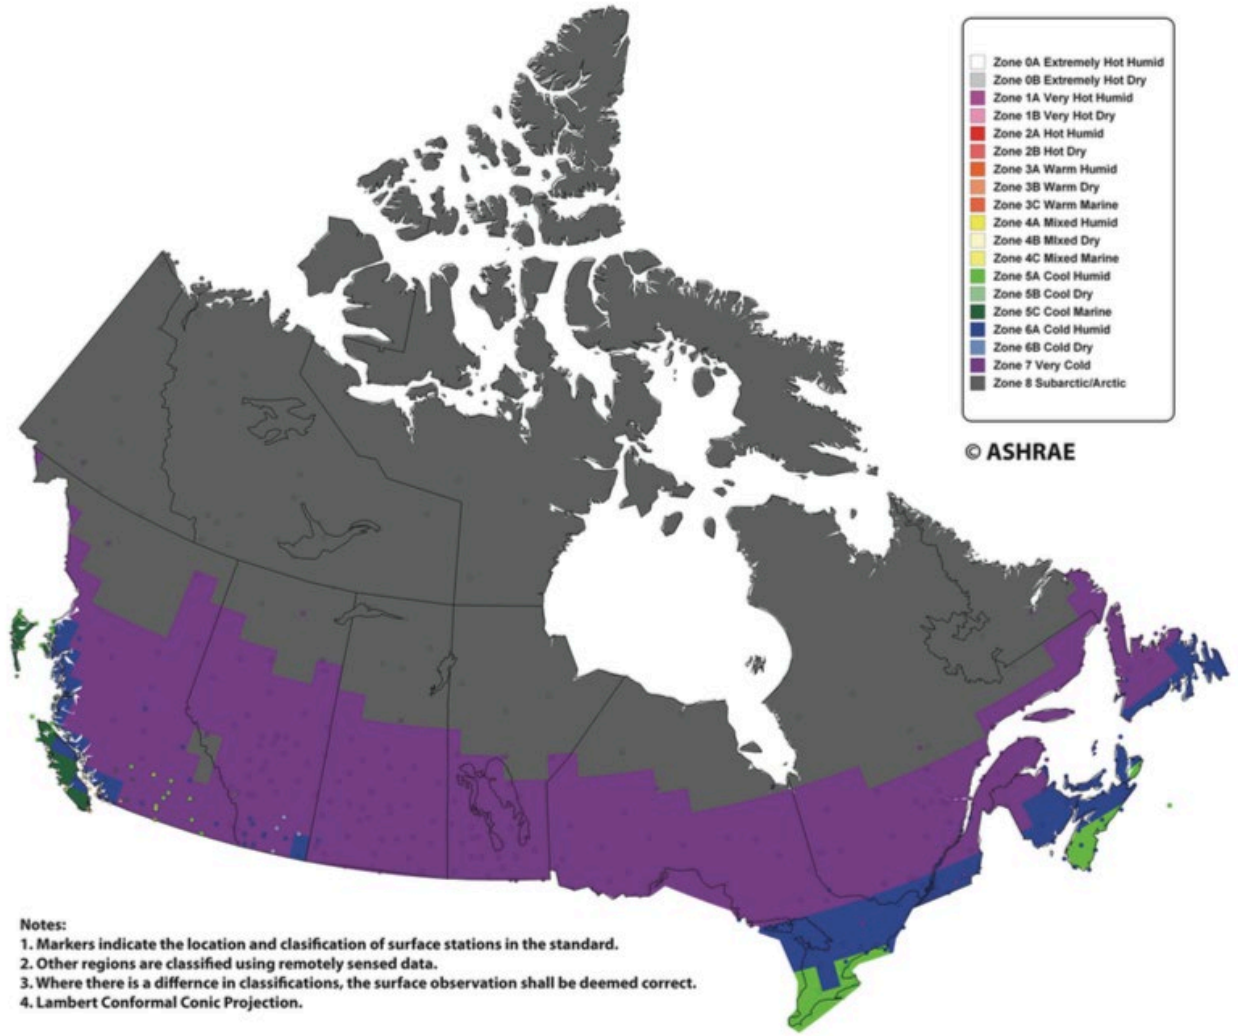 Zone 0A Extremely Hot Humid
Zone 0B Extremely Hot Dry
Zone 1A Very Hot Humid
Zone 1B Very Hot Dry
Zone 2A Hot Humid
Zone 2B Hot Dry
Zone 3A Warm Humid
Zone 3B Warm Dry
Zone 3C Warm Marine
Zone 4A Mixed Humid
Zone 4B MIxed Dry
Zone 4C Mixed Marine
Zone 5A Cool Humid
Zone 5B Cool Dry
Zone 5C Cool Marine
Zone 6A Cold Humid
Zone 6B Cold Dry
Zone 7 Very Cold
Zone 8 Subarctic/Arctic
© ASHRAE
Notes:
1. Markers indicate the location and clasification of surface stations in the standard.
2. Other regions are classified using remotely sensed data.
3. Where there is a differnce in classifications, the surface observation shall be deemed correct.
4. Lambert Conformal Conic Projection.